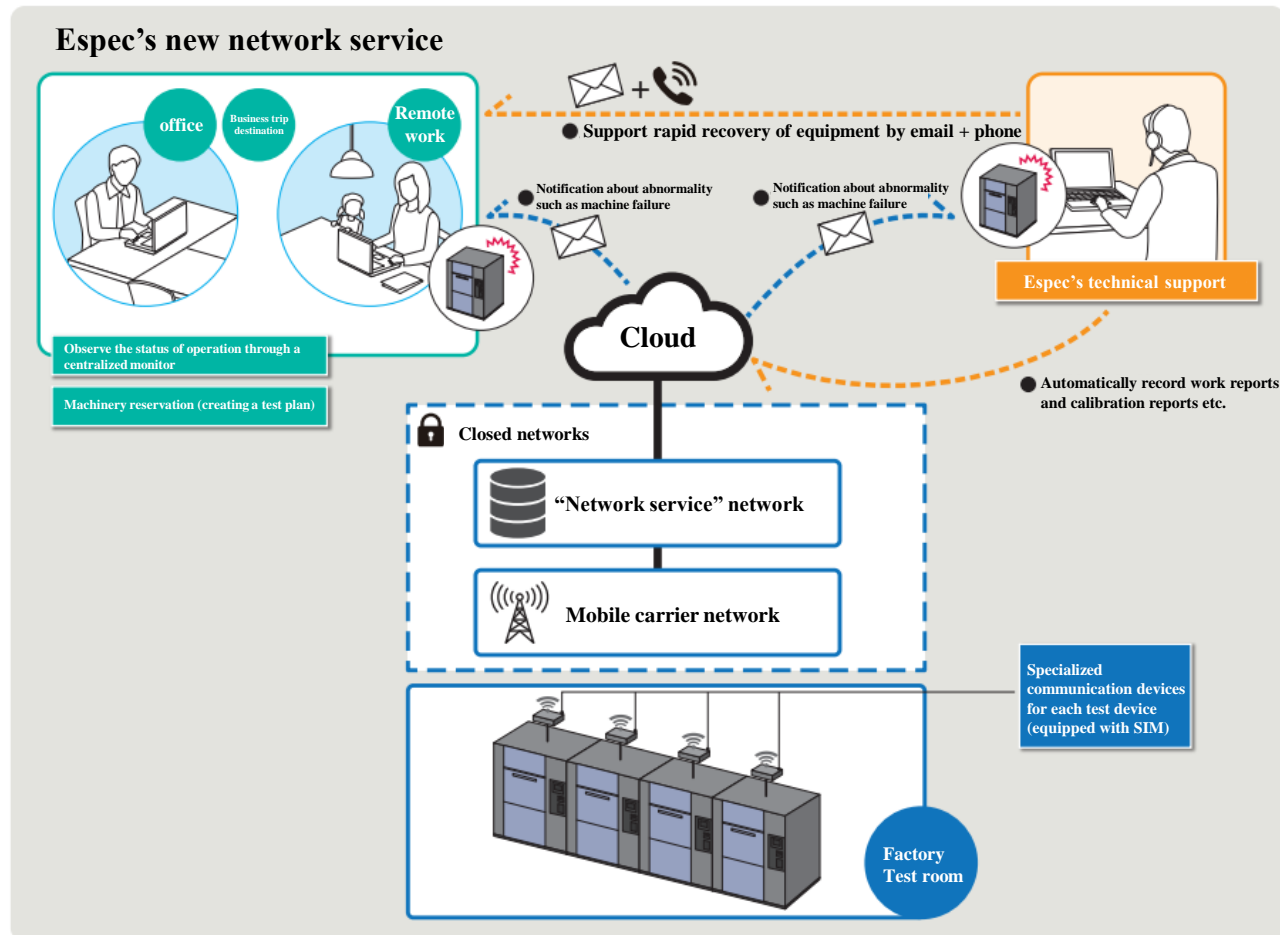 Espec’s new network service
office
Business trip
destination
Remote
work
+
● Support rapid recovery of equipment by email + phone
● Notification about abnormality
such as machine failure
● Notification about abnormality
such as machine failure
Espec’s technical support
Cloud
Observe the status of operation through a
centralized monitor
Machinery reservation (creating a test plan)
● Automatically record work reports
and calibration reports etc.
Closed networks
“Network service” network
Mobile carrier network
Specialized
communication devices
for each test device
(equipped with SIM)
Factory
Test room